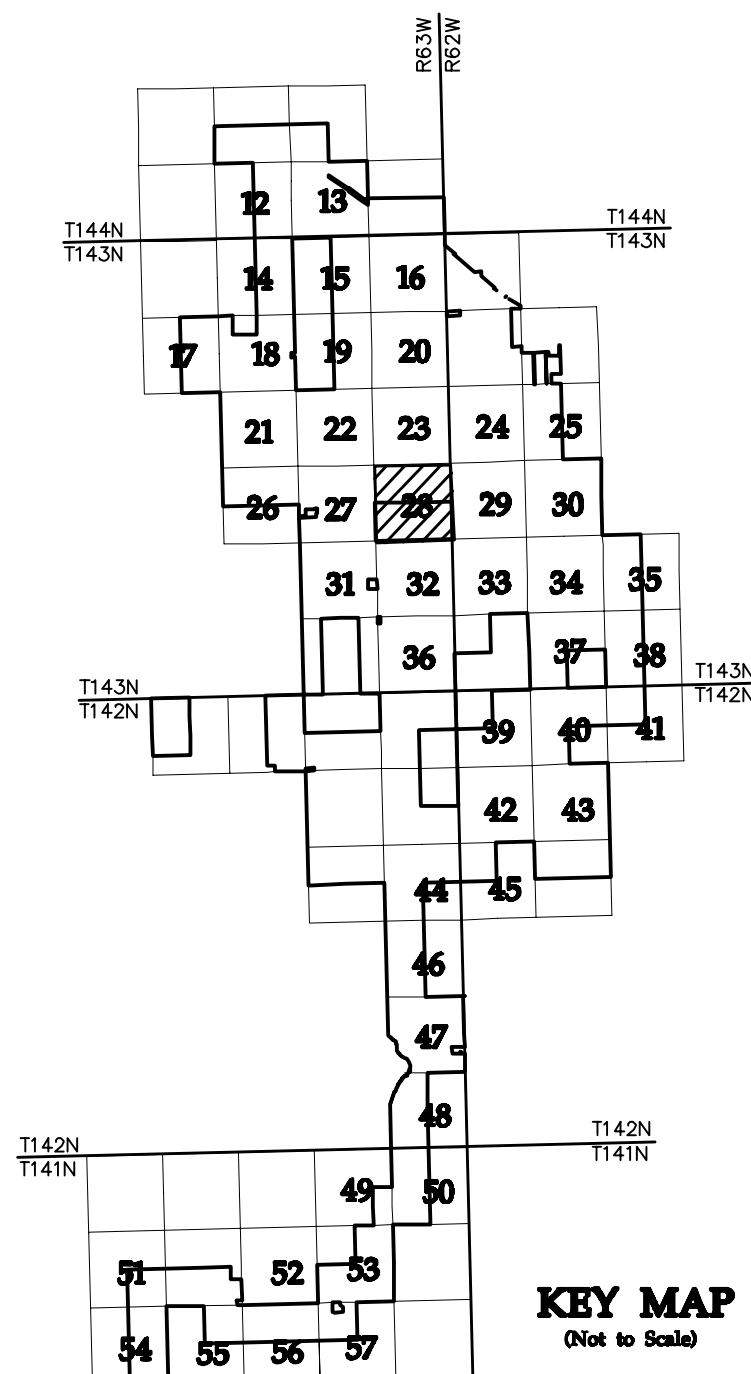 R63W
R62W
12 13
T144N T144N
T143N T143N
14 15 16
17 18 19 20
21 22 23 24 25
26 27 28 29 30
31 32 33 34 35
36 37 38
T143N T143N
T142N T142N
39 40 41
42 43
44 45
46
47
48
T142N T142N
T141N T141N
49 50
51 52 53
54 55 56 57
KEY MAP
(Not to Scale)